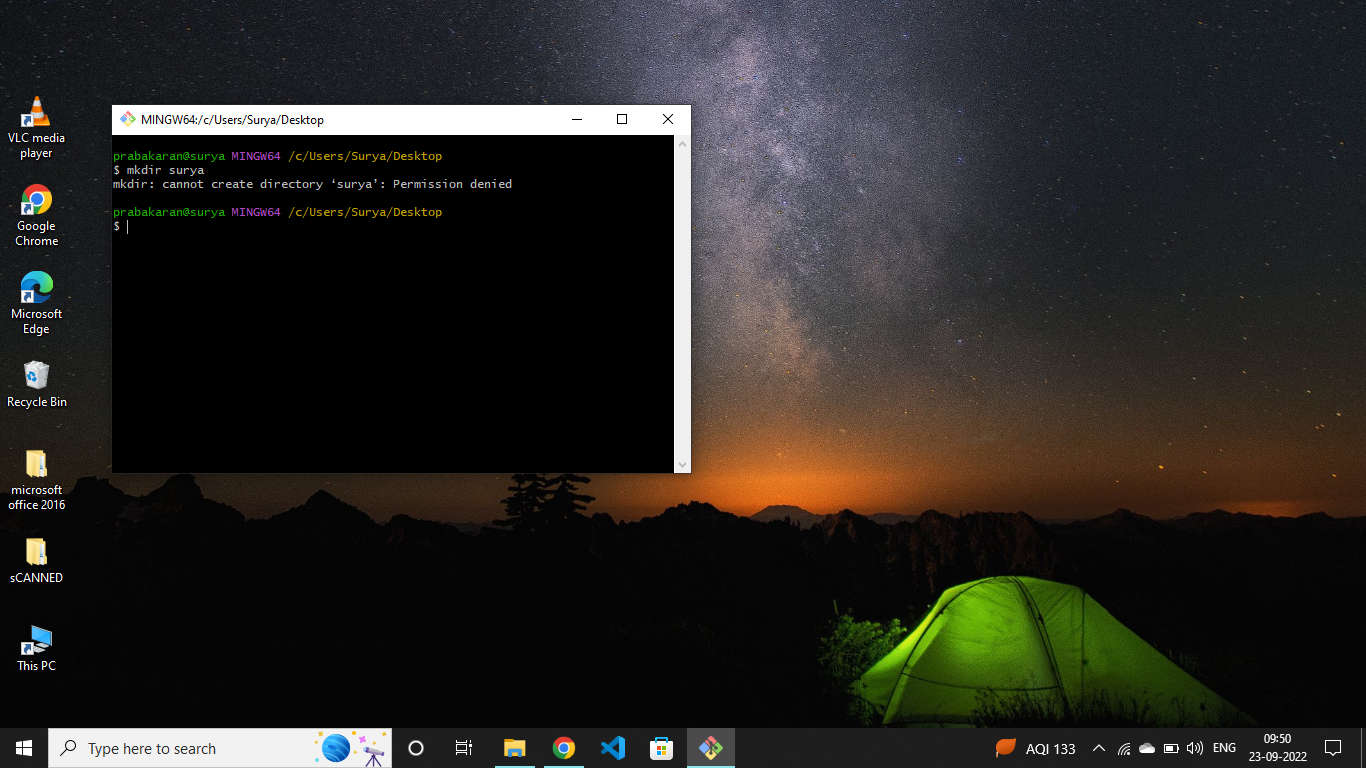 VLC media
player
Google
Chrome
Microsoft
Edge
Recycle Bin
microsoft
office 2016
sCANNED
This PC
MINGW64:/c/Users/Surya/Desktop
prabakaran@surya MINGW64 /c/Users/Surya/Desktop
$ mkdir surya
mkdir: cannot create directory ‘surya’: Permission denied
prabakaran@surya MINGW64 /c/Users/Surya/Desktop
$
Type here to search
AQI 133
ENG
09:50
23-09-2022